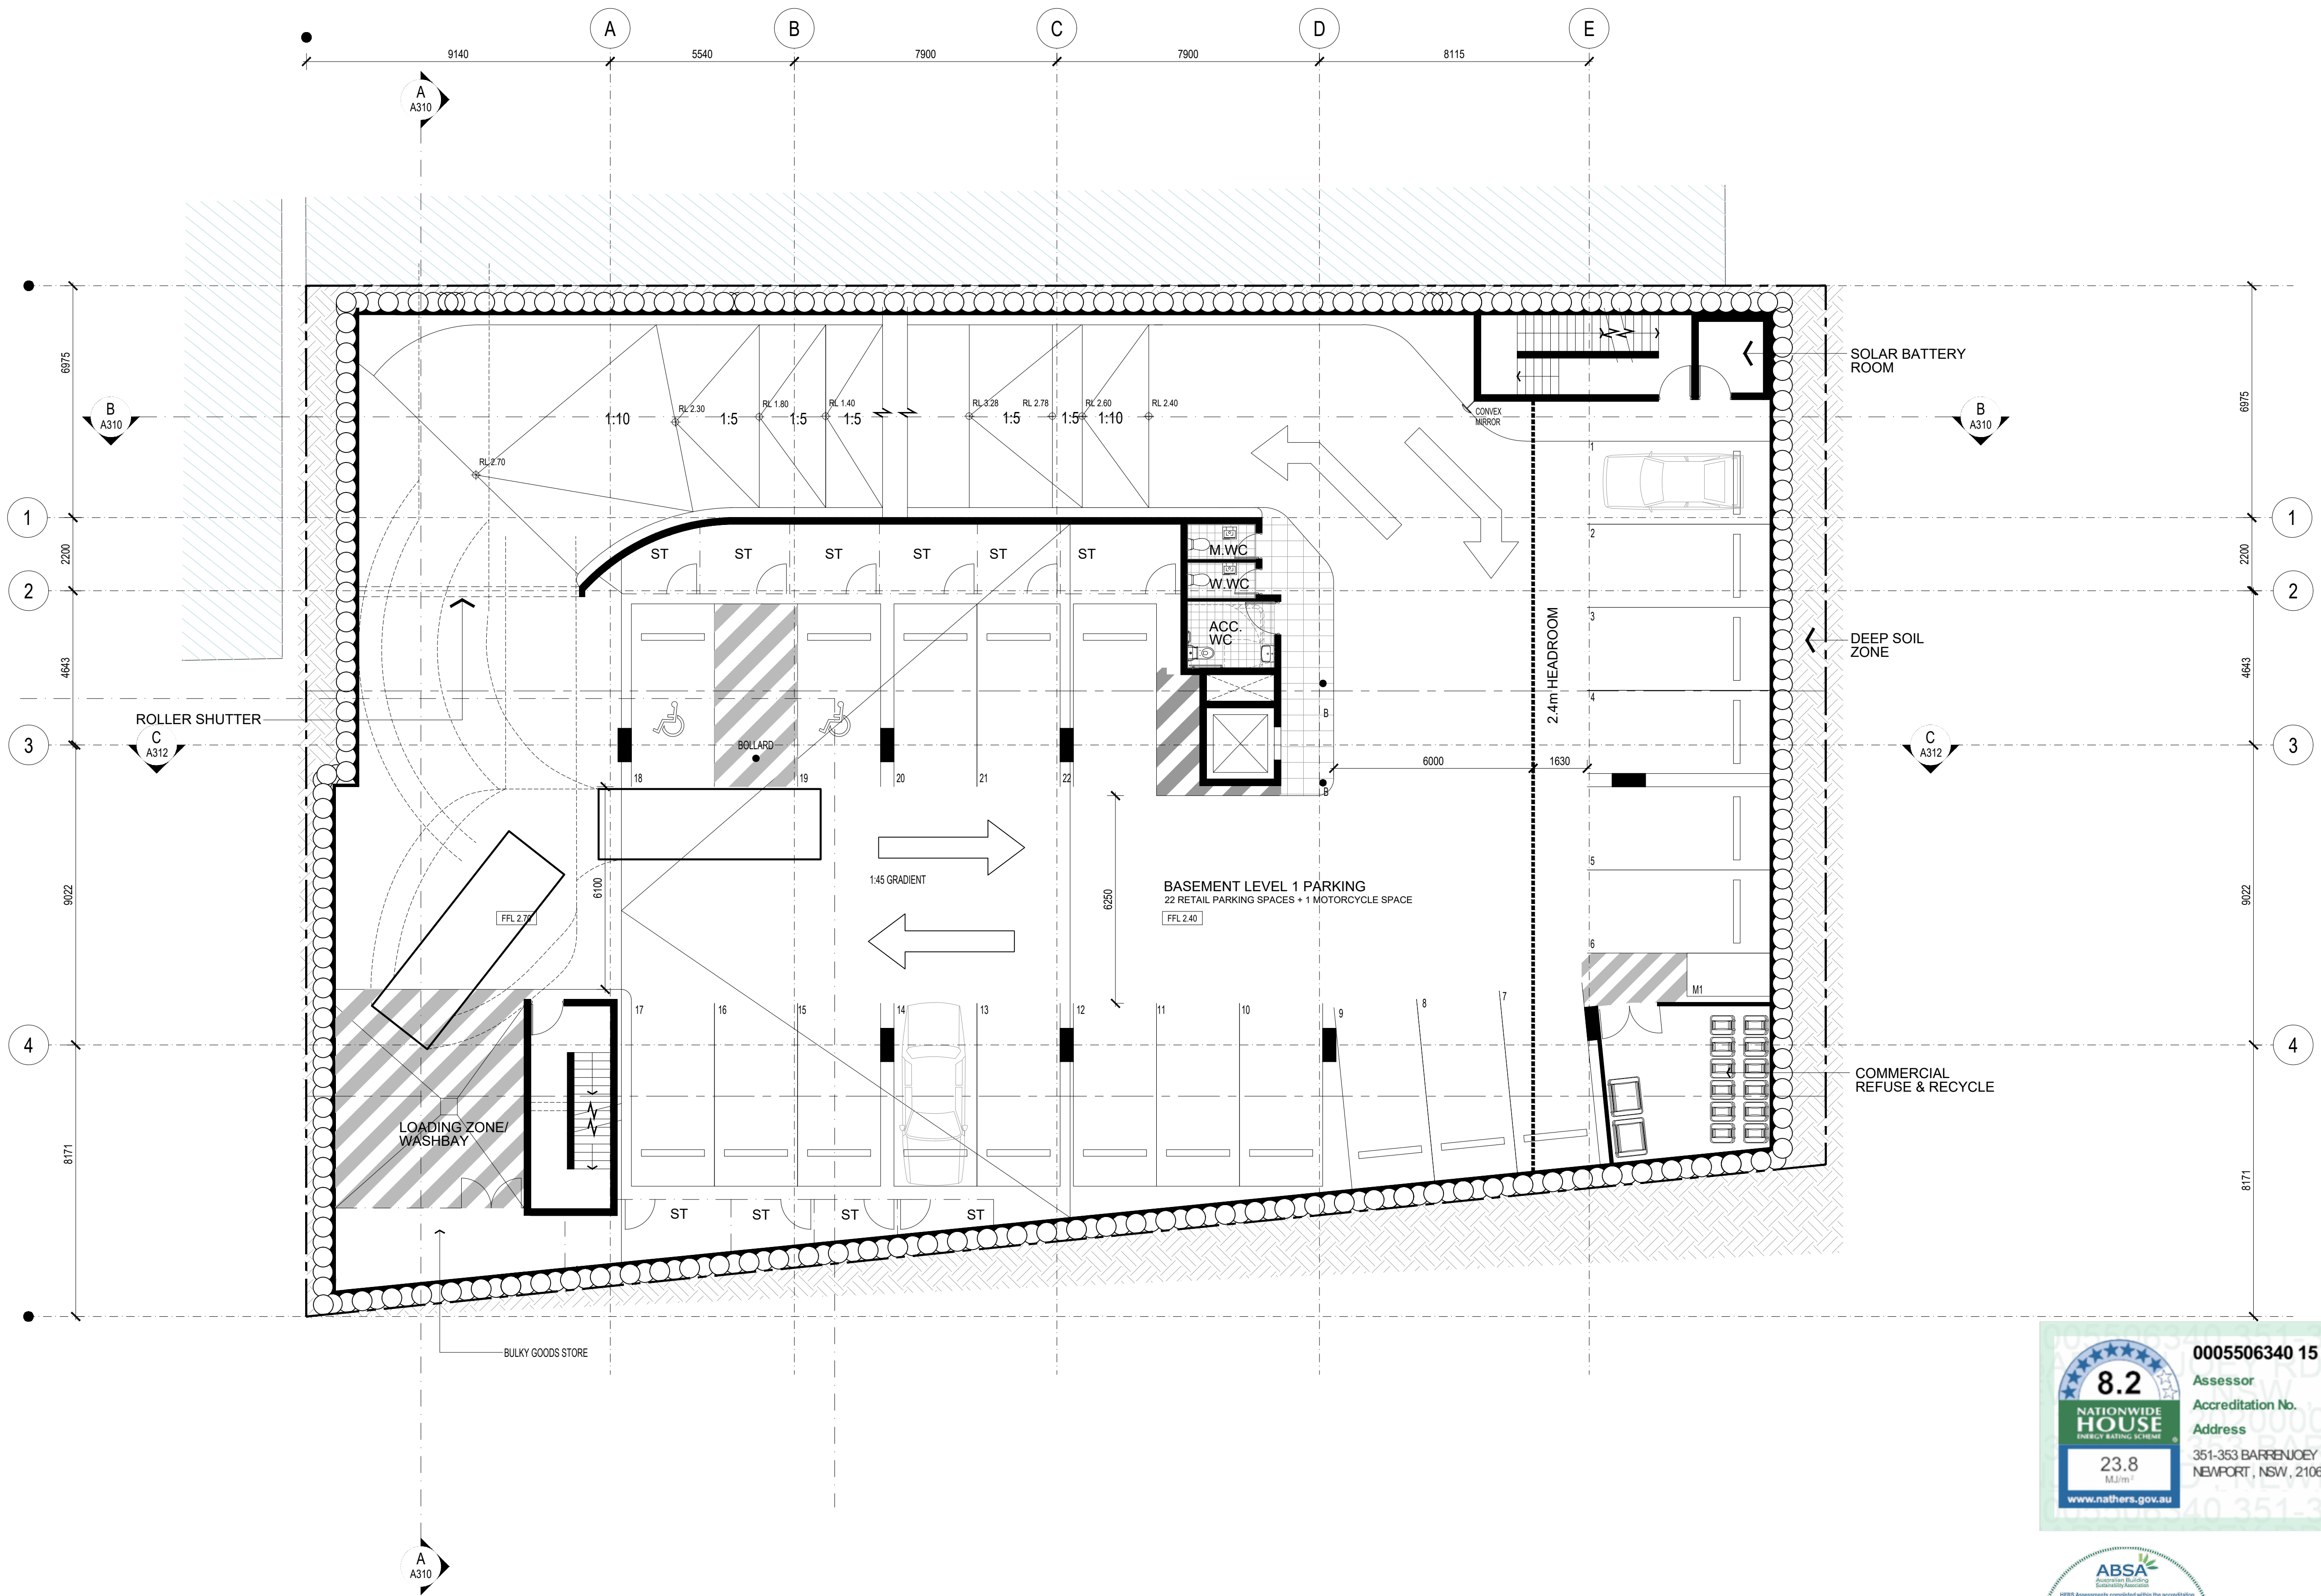 A
B
C
D
E
9140
5540
7900
7900
8115
A
A310
6975
6975
SOLAR BATTERY
ROOM
B
A310
B
A310
1:10
RL 2.30
1:5
RL 1.80
1:5
RL 1.40
1:5
RL 3.28
1:5
RL 2.78
1:5
RL 2.60
1:10
RL 2.40
CONVEX
MIRROR
RL 2.70
1
1
1
2
2200
2200
ST
ST
ST
ST
ST
ST
M.WC
W.WC
2
2
ACC.
WC
3
2.4m HEADROOM
DEEP SOIL
ZONE
4643
4643
4
ROLLER SHUTTER
C
A312
C
A312
3
3
BOLLARD
B
B
18
19
20
21
22
6000
1630
5
6
9022
9022
6100
6250
1:45 GRADIENT
BASEMENT LEVEL 1 PARKING
22 RETAIL PARKING SPACES + 1 MOTORCYCLE SPACE
FFL 2.70
FFL 2.40
M1
17
16
15
14
13
12
11
10
9
8
7
4
4
COMMERCIAL
REFUSE & RECYCLE
LOADING ZONE/
WASHBAY
8171
8171
ST
ST
ST
ST
BULKY GOODS STORE
A
A310
8.2
NATIONWIDE
HOUSE
ENERGY RATING SCHEME
23.8
MJ/m²
www.nathers.gov.au
0005506340 15
Assessor
Accreditation No.
Address
351-353 BARRENJOEY
NEWPORT , NSW , 2106
ABSA
Australian Building
Sustainability Association